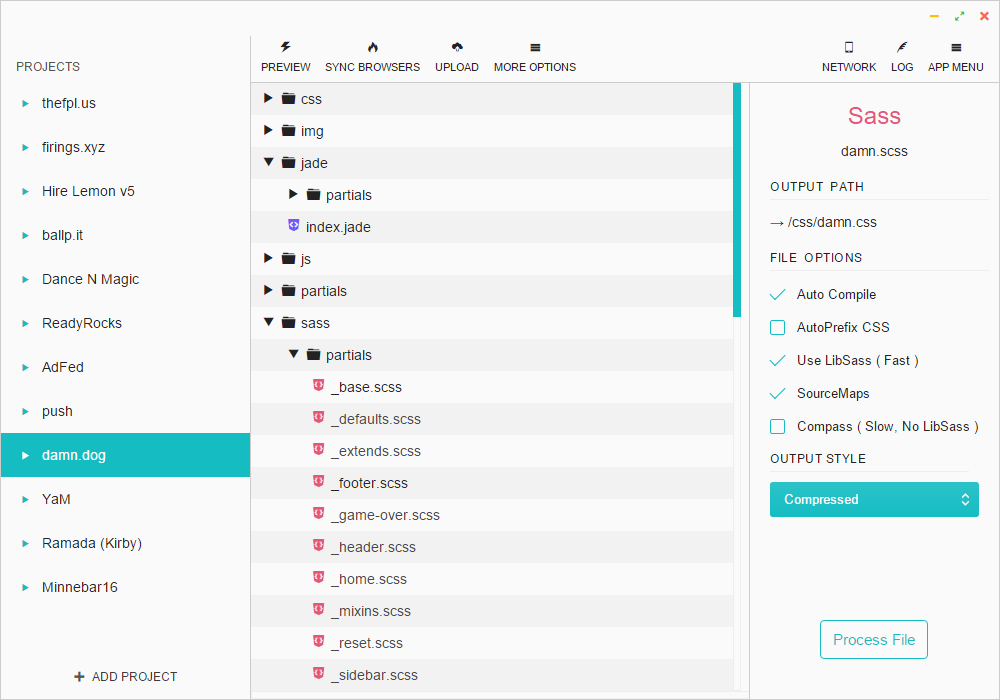 PROJECTS
thefpl.us
firings.xyz
Hire Lemon v5
ballp.it
Dance N Magic
ReadyRocks
AdFed
push
damn.dog
YaM
Ramada (Kirby)
Minnebar16
ADD PROJECT
PREVIEW SYNC BROWSERS UPLOAD MORE OPTIONS NETWORK LOG APP MENU
css
img
jade
partials
index.jade
js
partials
sass
partials
_base.scss
_defaults.scss
_extends.scss
_footer.scss
_game-over.scss
_header.scss
_home.scss
_mixins.scss
_reset.scss
_sidebar.scss
Sass
damn.scss
OUTPUT PATH
→ /css/damn.css
FILE OPTIONS
Auto Compile
AutoPrefix CSS
Use LibSass ( Fast )
SourceMaps
Compass ( Slow, No LibSass )
OUTPUT STYLE
Compressed
Process File